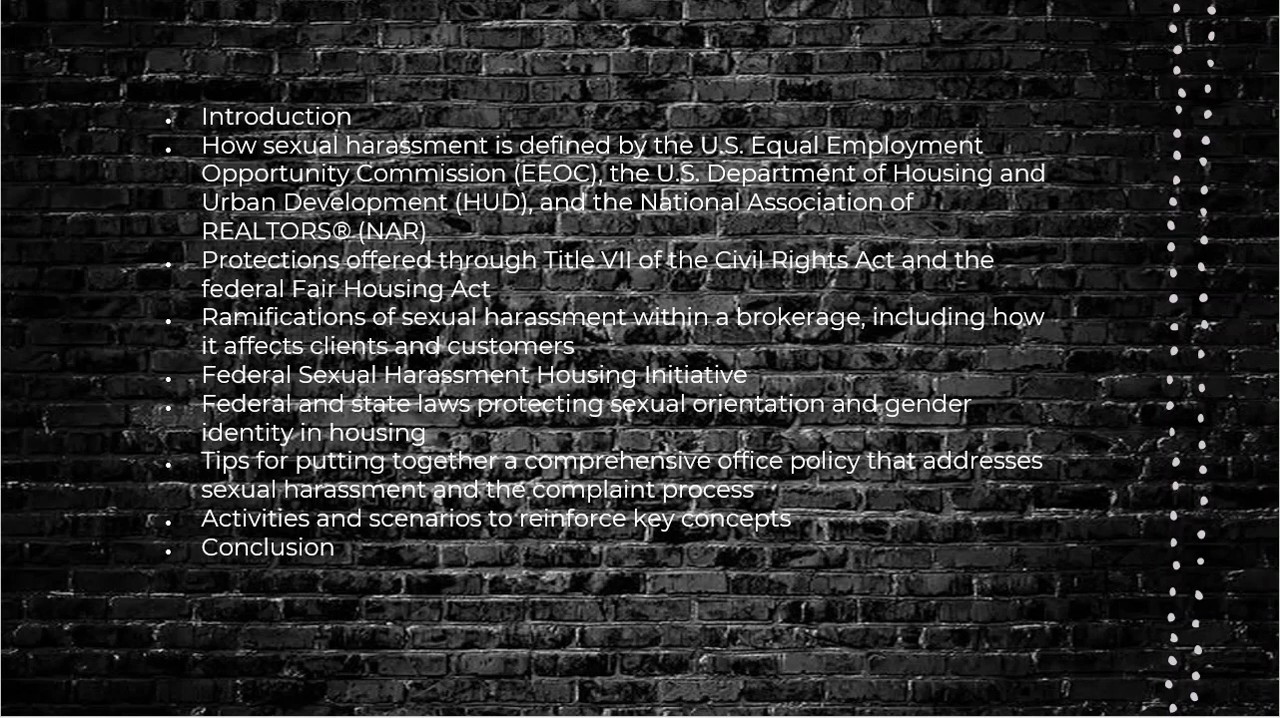 • Introduction
• How sexual harassment is defined by the U.S. Equal Employment
Opportunity Commission (EEOC), the U.S. Department of Housing and
Urban Development (HUD), and the National Association of
REALTORS® (NAR)
• Protections offered through Title VII of the Civil Rights Act and the
federal Fair Housing Act
• Ramifications of sexual harassment within a brokerage, including how
it affects clients and customers
• Federal Sexual Harassment Housing Initiative
• Federal and state laws protecting sexual orientation and gender
identity in housing
• Tips for putting together a comprehensive office policy that addresses
sexual harassment and the complaint process
• Activities and scenarios to reinforce key concepts
• Conclusion